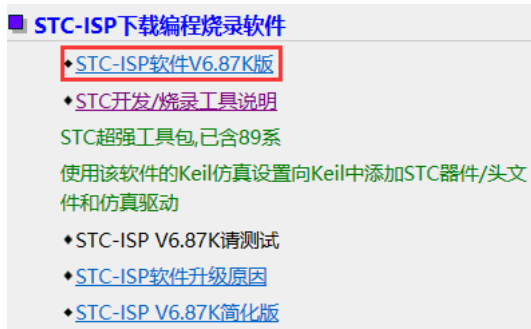 STC-ISP下载编程烧录软件
STC-ISP软件V6.87K版
STC开发/烧录工具说明
STC超强工具包,已含89系
使用该软件的Keil仿真设置向Keil中添加STC器件/头文
件和仿真驱动
STC-ISP V6.87K请测试
STC-ISP软件升级原因
STC-ISP V6.87K简化版